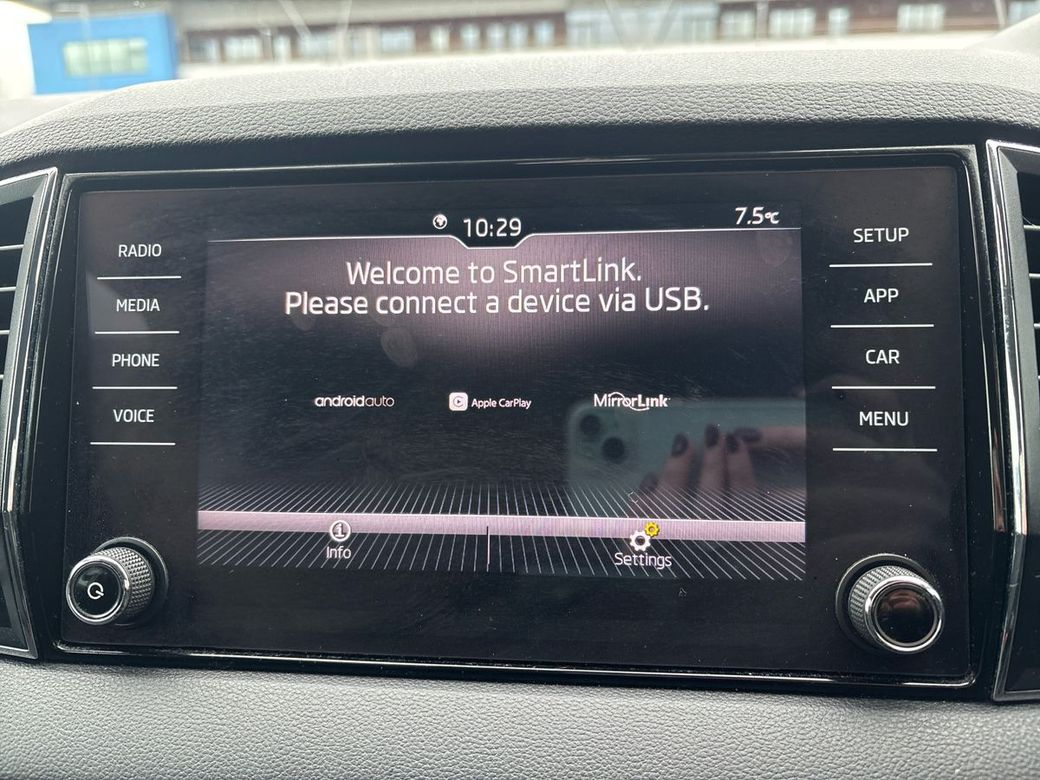 10:29
7.5°C
RADIO
MEDIA
PHONE
VOICE
Welcome to SmartLink.
Please connect a device via USB.
androidauto
Apple CarPlay
MirrorLink
Info
Settings
SETUP
APP
CAR
MENU